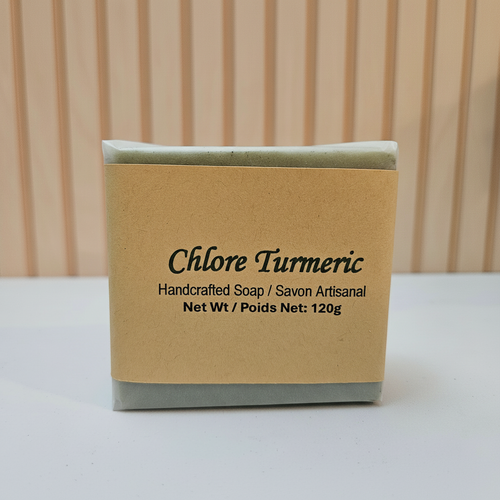 Chlore Turmeric
Handcrafted Soap / Savon Artisanal
Net Wt / Poids Net: 120g